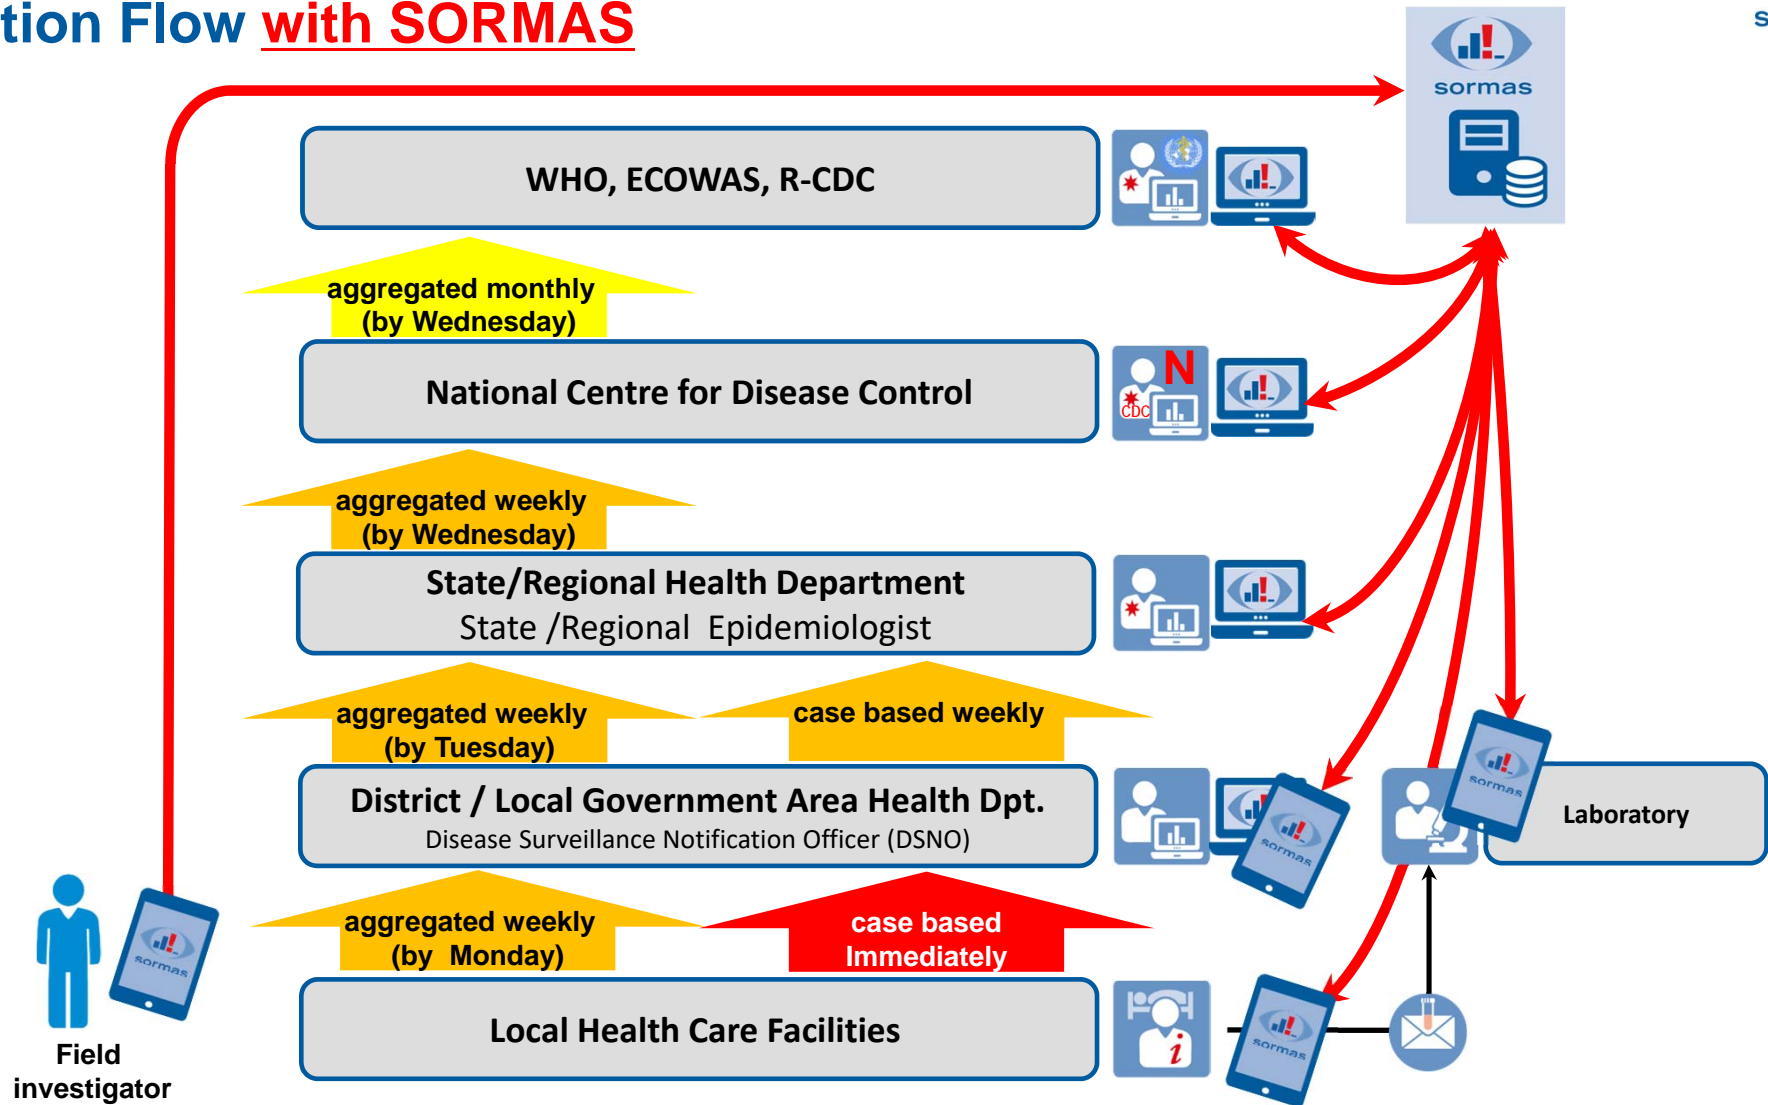 tion Flow with SORMAS
s
sormas
WHO, ECOWAS, R-CDC
aggregated monthly
(by Wednesday)
National Centre for Disease Control
N
CDC
aggregated weekly
(by Wednesday)
State/Regional Health Department
State /Regional Epidemiologist
aggregated weekly
(by Tuesday)
case based weekly
District / Local Government Area Health Dpt.
Disease Surveillance Notification Officer (DSNO)
sormas
sormas
Laboratory
aggregated weekly
(by Monday)
case based
Immediately
sormas
Field
investigator
Local Health Care Facilities
i
sormas